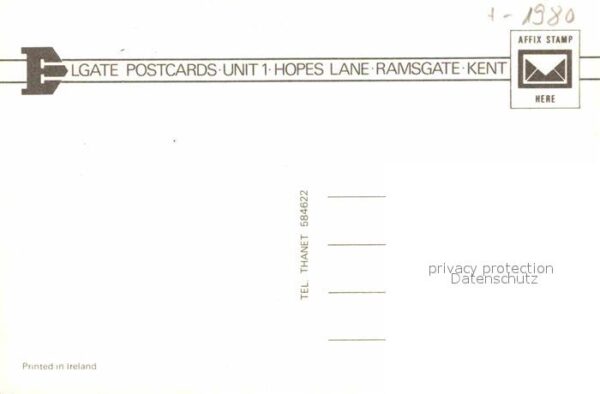 ± - 1980
AFFIX STAMP
ELGATE POSTCARDS · UNIT 1 · HOPES LANE · RAMSGATE · KENT
HERE
TEL THANET 584622
privacy protection
Datenschutz
Printed in Ireland